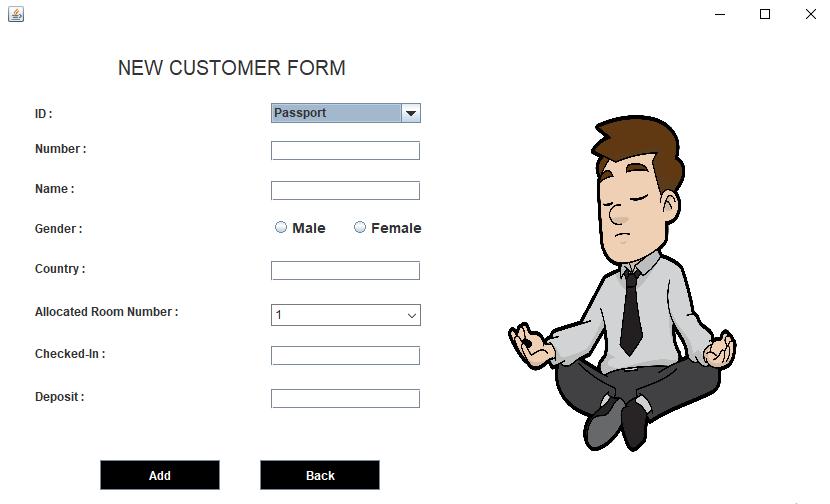 NEW CUSTOMER FORM
ID : Passport
Number :
Name :
Gender : Male Female
Country :
Allocated Room Number : 1
Checked-In :
Deposit :
Add Back